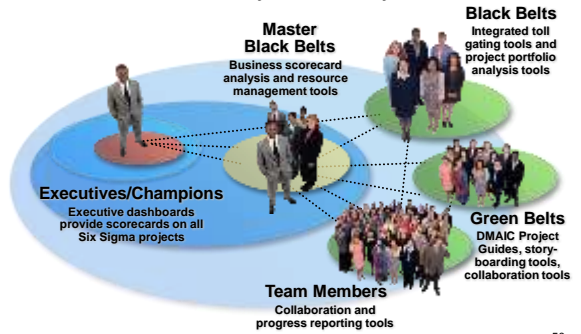 Black Belts
Integrated toll
gating tools and
project portfolio
analysis tools
Master
Black Belts
Business scorecard
analysis and resource
management tools
Executives/Champions
Executive dashboards
provide scorecards on all
Six Sigma projects
Green Belts
DMAIC Project
Guides, story-
boarding tools,
collaboration tools
Team Members
Collaboration and
progress reporting tools